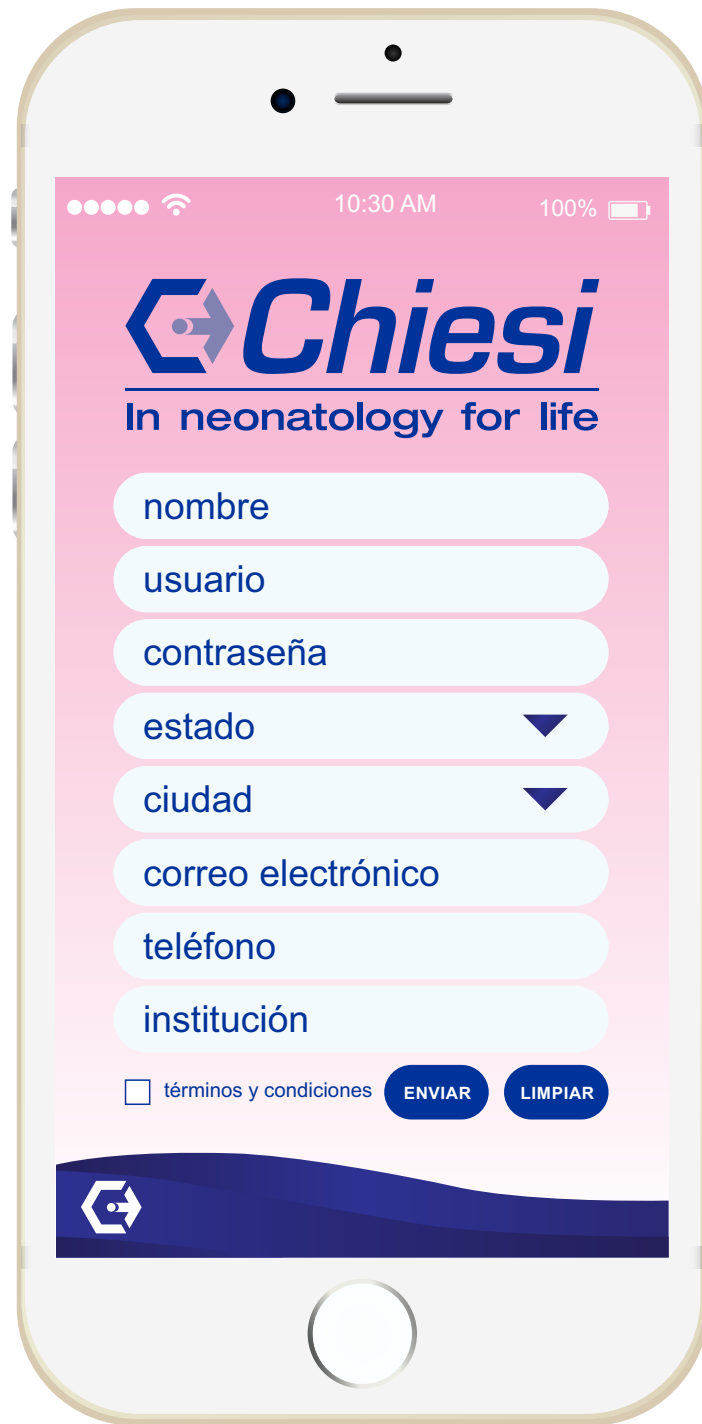 10:30 AM 100%
Chiesi
In neonatology for life
nombre
usuario
contraseña
estado
ciudad
correo electrónico
teléfono
institución
términos y condiciones ENVIAR LIMPIAR